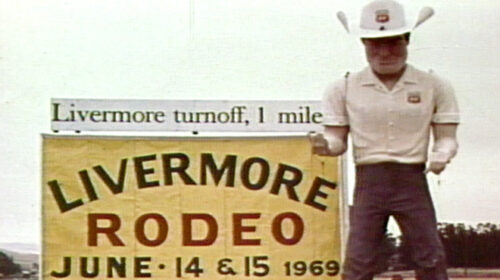 Livermore turnoff, 1 mile
LIVERMORE
RODEO
JUNE • 14 & 15 1969